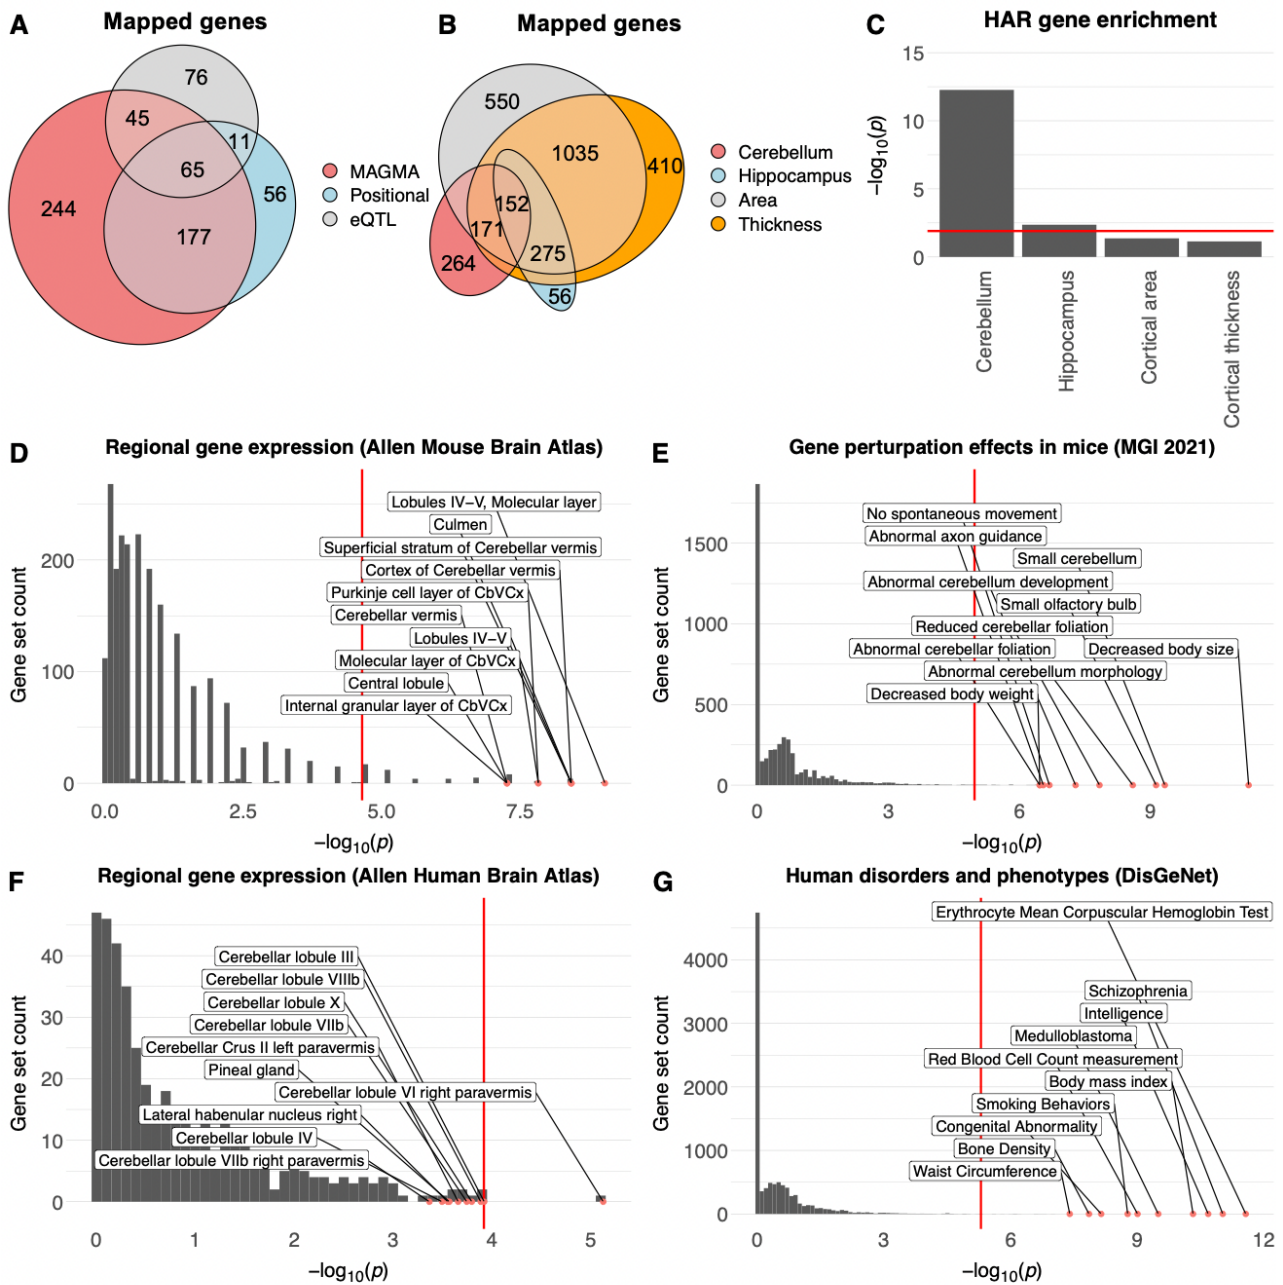 A
Mapped genes
76
45
11
65
56
244
177
MAGMA
Positional
eQTL
B
Mapped genes
550
1035
410
152
171
275
264
56
Cerebellum
Hippocampus
Area
Thickness
C
HAR gene enrichment
15
10
5
0
−log10(p)
Cerebellum
Hippocampus
Cortical area
Cortical thickness
D
Regional gene expression (Allen Mouse Brain Atlas)
Gene set count
200
100
0
Lobules IV−V, Molecular layer
Culmen
Superficial stratum of Cerebellar vermis
Cortex of Cerebellar vermis
Purkinje cell layer of CbVCx
Cerebellar vermis
Lobules IV−V
Molecular layer of CbVCx
Central lobule
Internal granular layer of CbVCx
0.0 2.5 5.0 7.5
−log10(p)
E
Gene perturpation effects in mice (MGI 2021)
Gene set count
1500
1000
500
0
No spontaneous movement
Abnormal axon guidance
Small cerebellum
Abnormal cerebellum development
Small olfactory bulb
Reduced cerebellar foliation
Abnormal cerebellar foliation
Decreased body size
Abnormal cerebellum morphology
Decreased body weight
0 3 6 9
−log10(p)
F
Regional gene expression (Allen Human Brain Atlas)
Gene set count
40
30
20
10
0
Cerebellar lobule III
Cerebellar lobule VIIIb
Cerebellar lobule X
Cerebellar lobule VIIb
Cerebellar Crus II left paravermis
Pineal gland
Cerebellar lobule VI right paravermis
Lateral habenular nucleus right
Cerebellar lobule IV
Cerebellar lobule VIIb right paravermis
0 1 2 3 4 5
−log10(p)
G
Human disorders and phenotypes (DisGeNet)
Gene set count
4000
3000
2000
1000
0
Erythrocyte Mean Corpuscular Hemoglobin Test
Schizophrenia
Intelligence
Medulloblastoma
Red Blood Cell Count measurement
Body mass index
Smoking Behaviors
Congenital Abnormality
Bone Density
Waist Circumference
0 3 6 9 12
−log10(p)